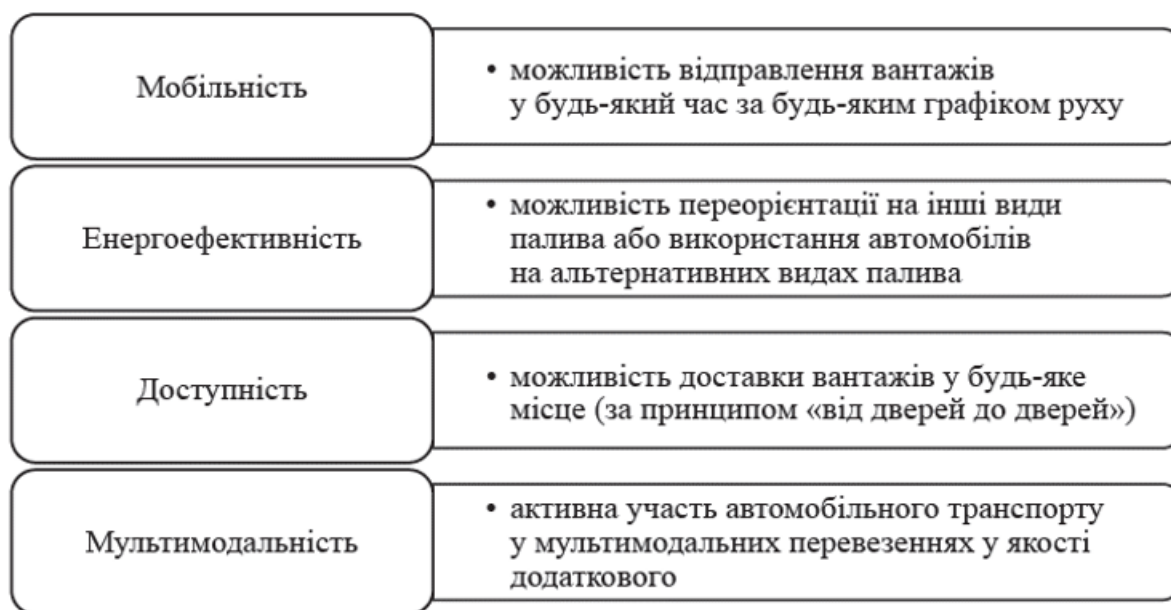 Мобільність
• можливість відправлення вантажів
у будь-який час за будь-яким графіком руху
Енергоефективність
• можливість переорієнтації на інші види
палива або використання автомобілів
на альтернативних видах палива
Доступність
• можливість доставки вантажів у будь-яке
місце (за принципом «від дверей до дверей»)
Мультимодальність
• активна участь автомобільного транспорту
у мультимодальних перевезеннях у якості
додаткового